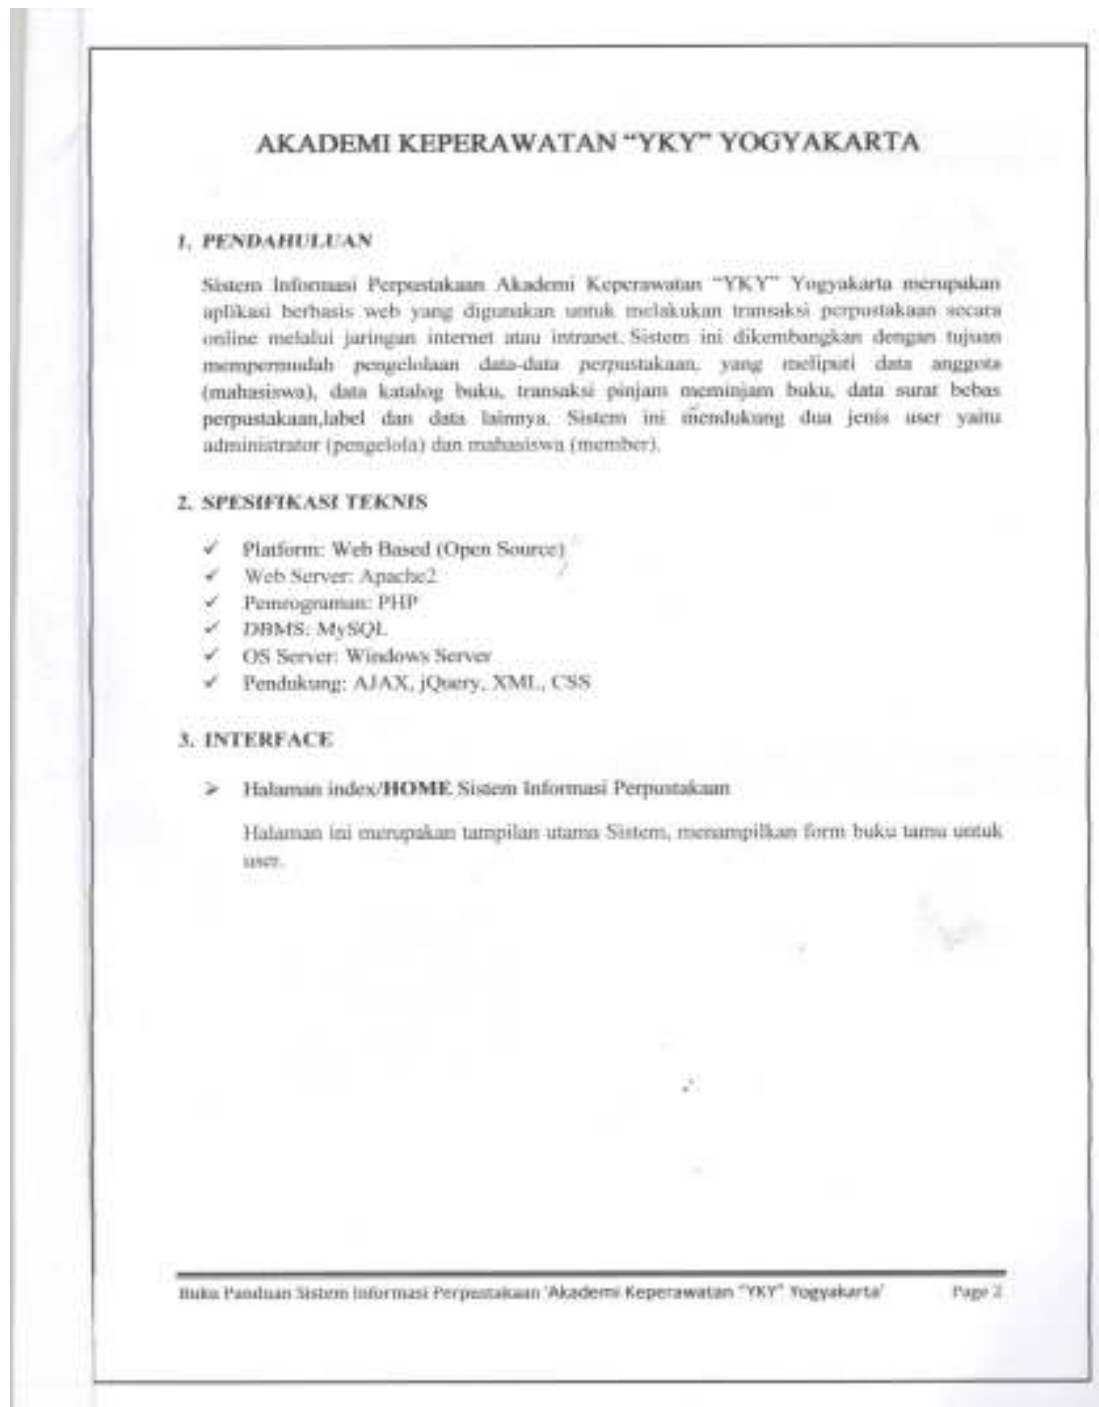 AKADEMI KEPERAWATAN “YKY” YOGYAKARTA
1. PENDAHULUAN
Sistem Informasi Perpustakaan Akademi Keperawatan “YKY” Yogyakarta merupakan
aplikasi berbasis web yang digunakan untuk melakukan transaksi perpustakaan secara
online melalui jaringan internet atau intranet. Sistem ini dikembangkan dengan tujuan
mempermudah pengelolaan data-data perpustakaan, yang meliputi data anggota
(mahasiswa), data katalog buku, transaksi pinjam meminjam buku, data surat bebas
perpustakaan,label dan data lainnya. Sistem ini mendukung dua jenis user yaitu
administrator (pengelola) dan mahasiswa (member).
2. SPESIFIKASI TEKNIS
✓ Platform: Web Based (Open Source)
✓ Web Server: Apache2
✓ Pemrograman: PHP
✓ DBMS: MySQL
✓ OS Server: Windows Server
✓ Pendukung: AJAX, jQuery, XML, CSS
3. INTERFACE
➢ Halaman index/HOME Sistem Informasi Perpustakaan
Halaman ini merupakan tampilan utama Sistem, menampilkan form buku tamu untuk
user.
Buku Panduan Sistem Informasi Perpustakaan ‘Akademi Keperawatan “YKY” Yogyakarta’ Page 2